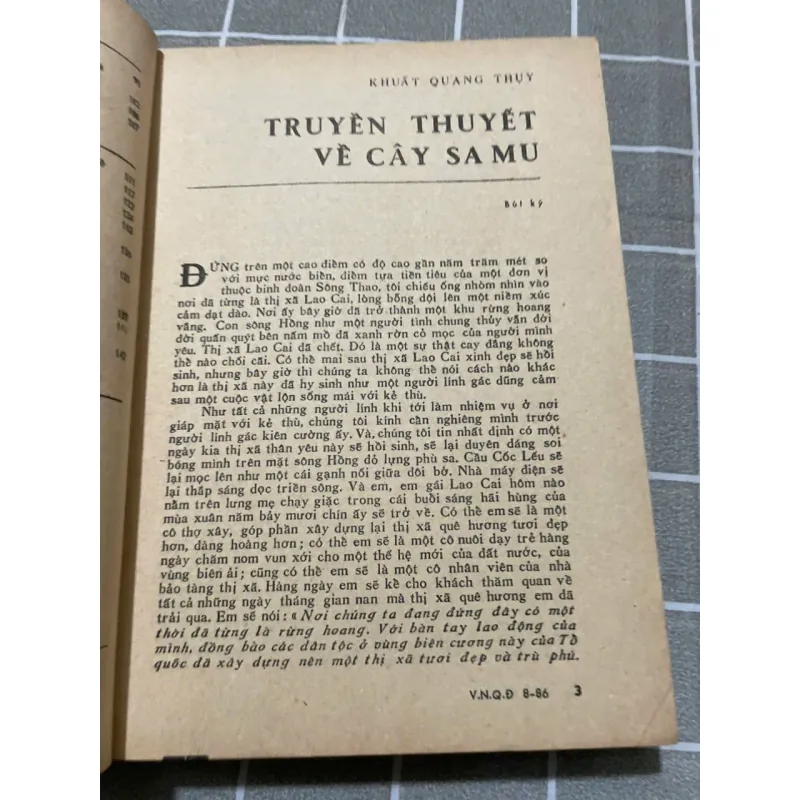 KHUẤT QUANG THỤY
TRUYỀN THUYẾT
VỀ CÂY SA MU
Bút ký
ĐỨNG trên một cao điểm có độ cao gần năm trăm mét so
với mực nước biển, điểm tựa tiền tiêu của một đơn vị
thuộc binh đoàn Sông Thao, tôi chiếu ống nhòm nhìn vào
nơi đã từng là thị xã Lao Cai, lòng bỗng dội lên một niềm xúc
cảm dạt dào. Nơi ấy bây giờ đã trở thành một khu rừng hoang
vắng. Con sông Hồng như một người tình chung thủy vẫn đời
đời quấn quýt bên nấm mồ đã xanh rờn cỏ mọc của người mình
yêu. Thị xã Lao Cai đã chết. Đó là một sự thật cay đắng không
thể nào chối cãi. Có thể mai sau thị xã Lao Cai xinh đẹp sẽ hồi
sinh, nhưng bây giờ thì chúng ta không thể nói cách nào khác
hơn là thị xã này đã hy sinh như một người lính gác dũng cảm
sau một cuộc vật lộn sống mái với kẻ thù.
Như tất cả những người lính khi tới làm nhiệm vụ ở nơi
giáp mặt với kẻ thù, chúng tôi kính cẩn nghiêng mình trước
người lính gác kiên cường ấy. Và, chúng tôi tin nhất định có một
ngày kia thị xã thân yêu này sẽ hồi sinh, sẽ lại duyên dáng soi
bóng mình trên mặt sông Hồng đỏ lựng phù sa. Cầu Cốc Lếu sẽ
lại mọc lên như một cái gạnh nối giữa đôi bờ. Nhà máy điện sẽ
lại thắp sáng dọc triền sông. Và em, em gái Lao Cai hôm nào
nằm trên lưng mẹ chạy giặc trong cái buổi sáng hãi hùng của
mùa xuân năm bảy mươi chín ấy sẽ trở về. Có thể em sẽ là một
cô thợ xây, góp phần xây dựng lại thị xã quê hương tươi đẹp
hơn, đàng hoàng hơn ; có thể em sẽ là một cô nuôi dạy trẻ hàng
ngày chăm nom vun xới cho một thế hệ mới của đất nước, của
vùng biên ải ; cũng có thể em sẽ là một cô nhân viên của nhà
bảo tàng thị xã. Hàng ngày em sẽ kể cho khách thăm quan về
tất cả những ngày tháng gian nan mà thị xã quê hương em đã
trải qua. Em sẽ nói : « Nơi chúng ta đang đứng đây có một
thời đã từng là rừng hoang. Với bàn tay lao động của
mình, đồng bào các dân tộc ở vùng biên cương này của Tổ
quốc đã xây dựng nên một thị xã tươi đẹp và trù phú.
V.N.Q.Đ 8-86 3